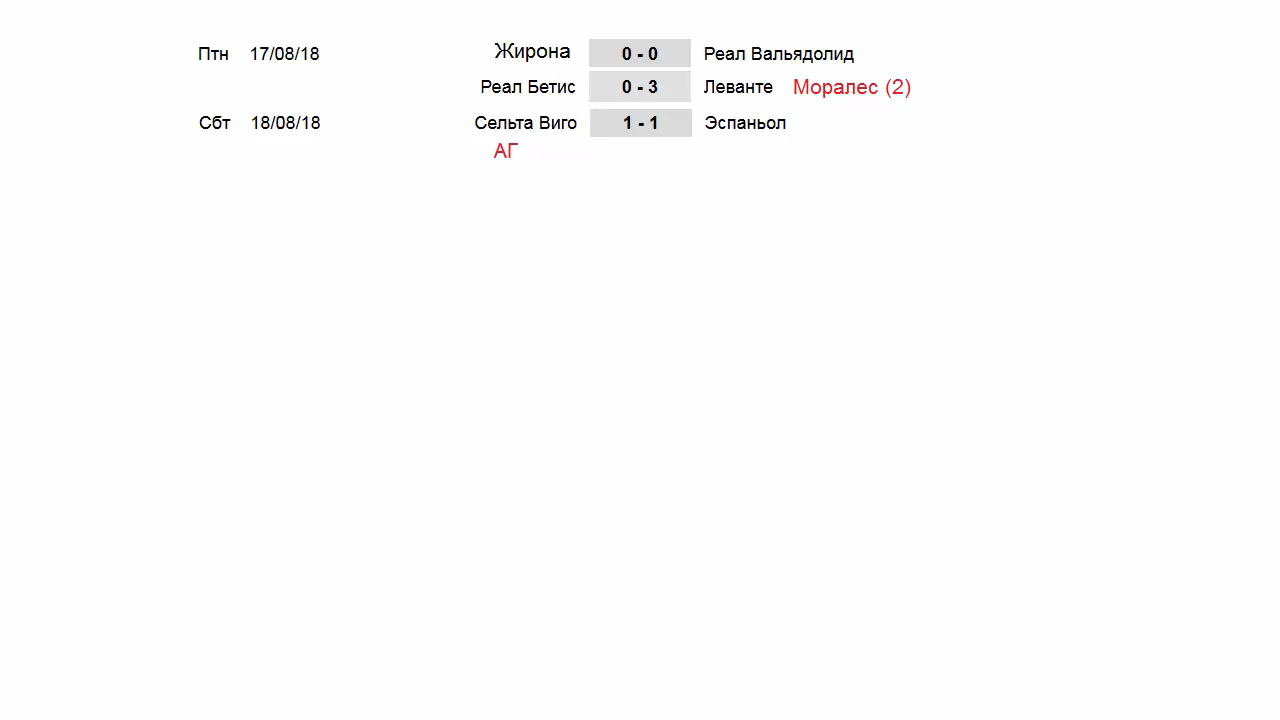 Птн 17/08/18 Жирона 0 - 0 Реал Вальядолид
Реал Бетис 0 - 3 Леванте Моралес (2)
Сбт 18/08/18 Сельта Виго 1 - 1 Эспаньол
АГ